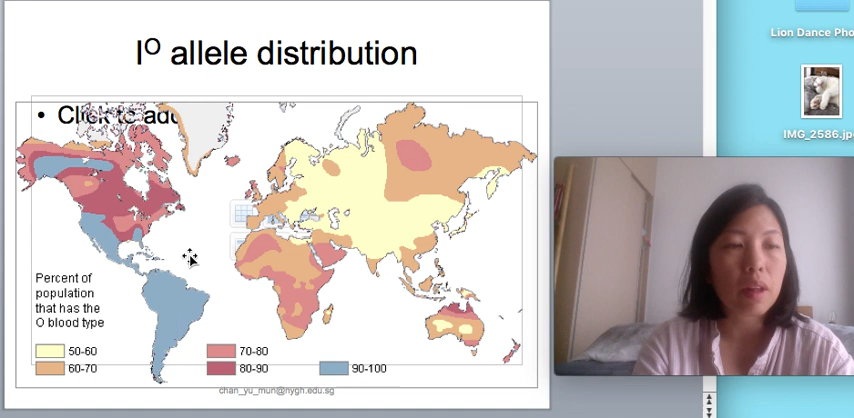 I^O allele distribution
• Click to add
Percent of
population
that has the
O blood type
50-60
60-70
70-80
80-90
90-100
chan_yu_mun@nygh.edu.sg
Lion Dance Pho
IMG_2586.jp